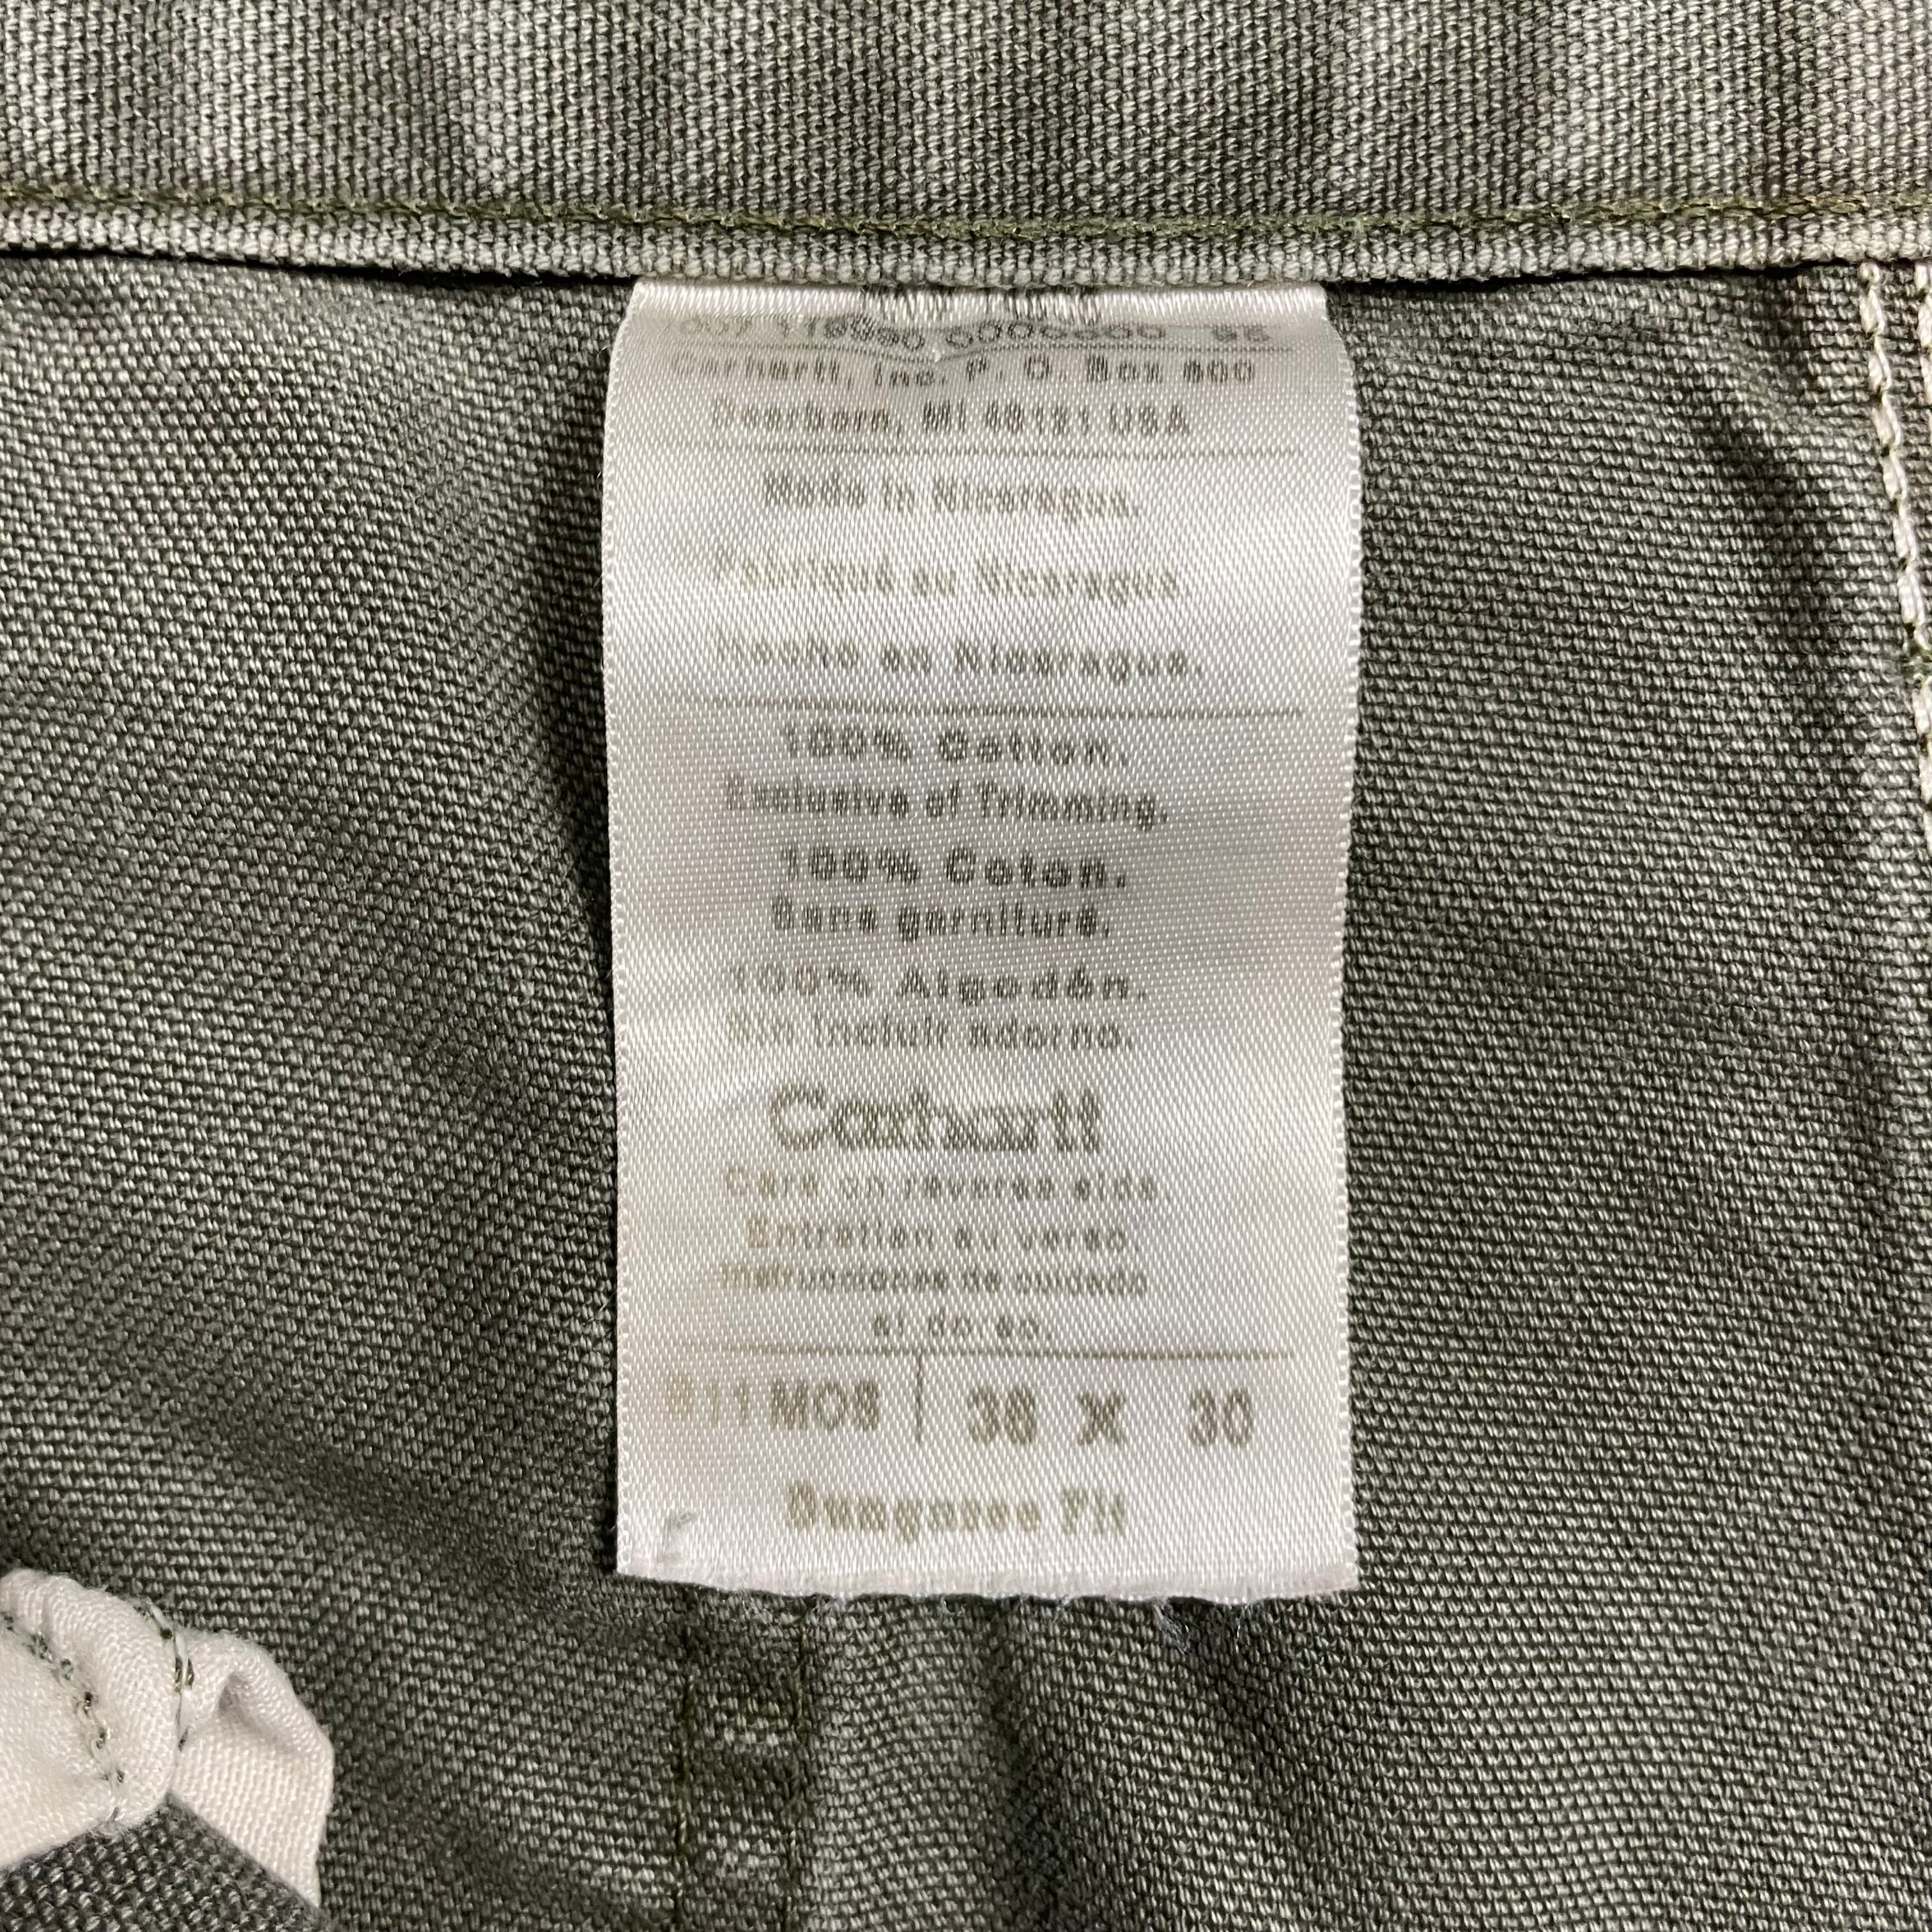 Carhartt, Inc. P. O. Box 600
Dearborn, MI 48121 USA
Made in Nicaragua.
Fabriqué au Nicaragua
Hecho en Nicaragua.
100% Cotton.
Exclusive of Trimming.
100% Coton.
Sans garniture.
100% Algodón.
adorno
Carhartt
Care on reverse side
Entretien au verso
Instrucciones de cuidado
al dorso.
B11 MOS 38 X 30
Dungaree Fit